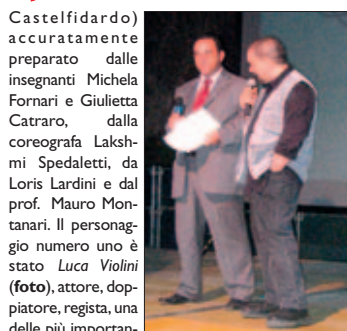 Castelfidardo)
accuratamente
preparato dalle
insegnanti Michela
Fornari e Giulietta
Catraro, dalla
coreografa Laksh-
mi Spedaletti, da
Loris Lardini e dal
prof. Mauro Mon-
tanari. Il personag-
gio numero uno è
stato Luca Violini
(foto), attore, dop-
piatore, regista, una
delle più importan-